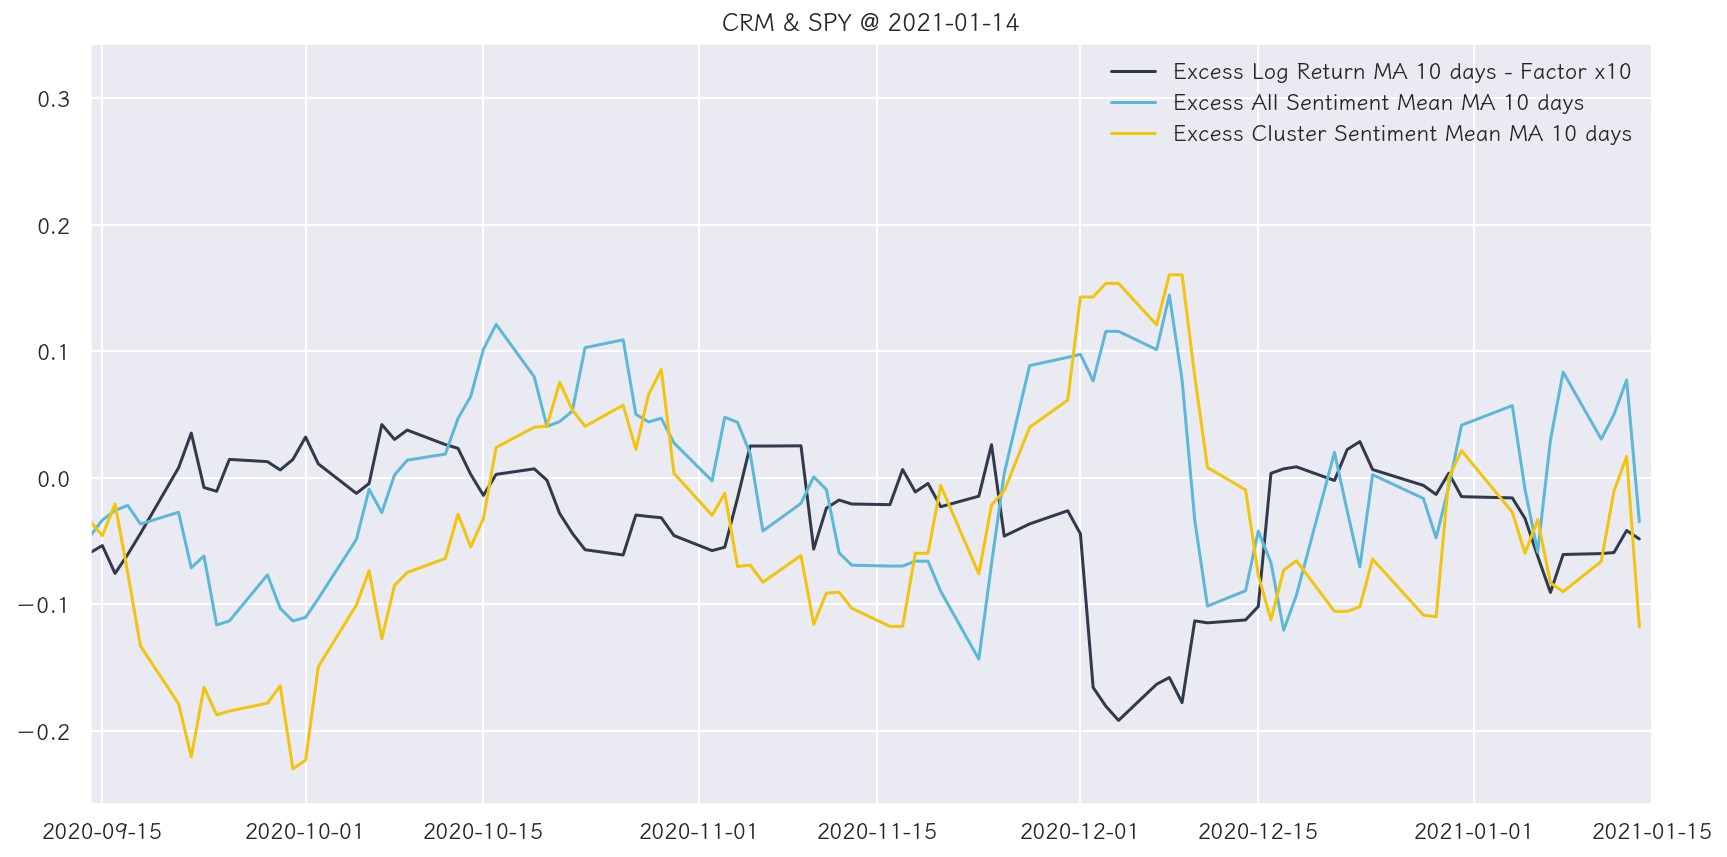 CRM & SPY @ 2021-01-14
Excess Log Return MA 10 days - Factor x10
Excess All Sentiment Mean MA 10 days
Excess Cluster Sentiment Mean MA 10 days
0.3
0.2
0.1
0.0
−0.1
−0.2
2020-09-15 2020-10-01 2020-10-15 2020-11-01 2020-11-15 2020-12-01 2020-12-15 2021-01-01 2021-01-15